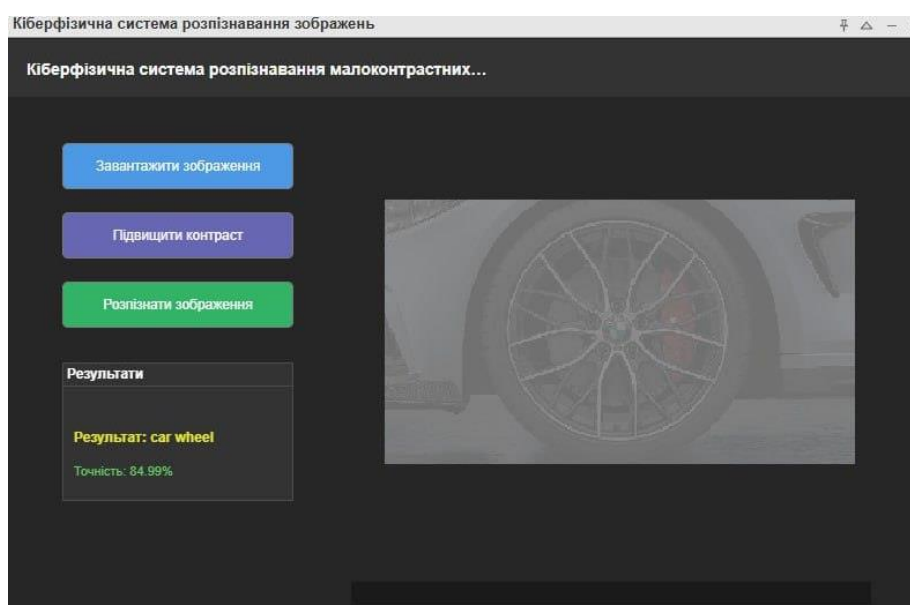 Кіберфізична система розпізнавання зображень
Кіберфізична система розпізнавання малоконтрастних…
Завантажити зображення
Підвищити контраст
Розпізнати зображення
Результати
Результат: car wheel
Точність: 84.99%